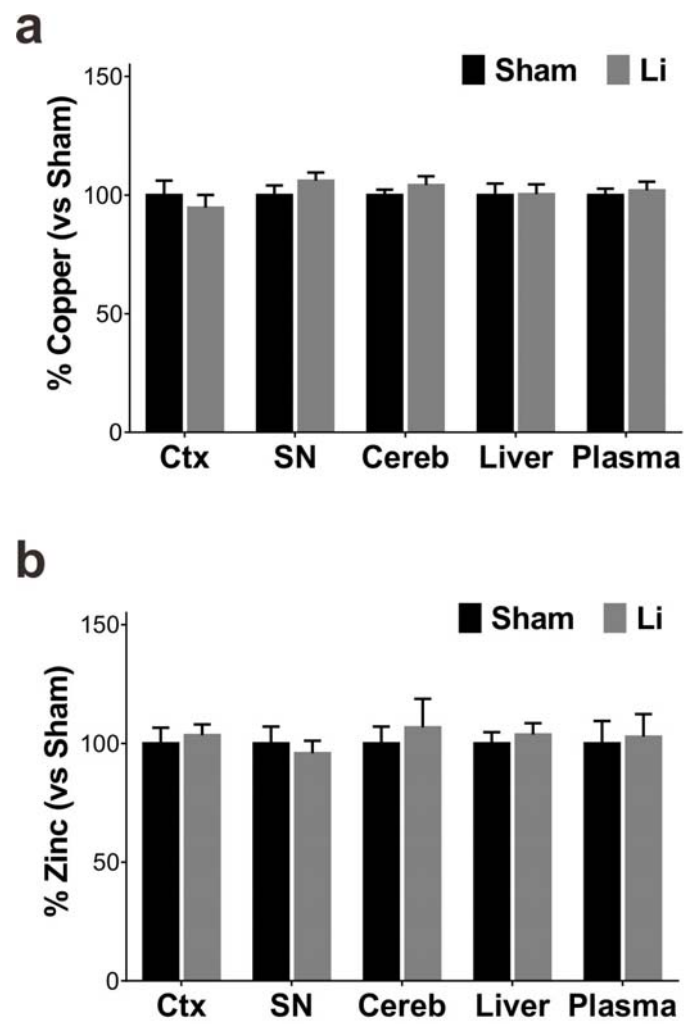 a
Sham Li
% Copper (vs Sham)
150
100
50
0
Ctx SN Cereb Liver Plasma
b
Sham Li
% Zinc (vs Sham)
150
100
50
0
Ctx SN Cereb Liver Plasma